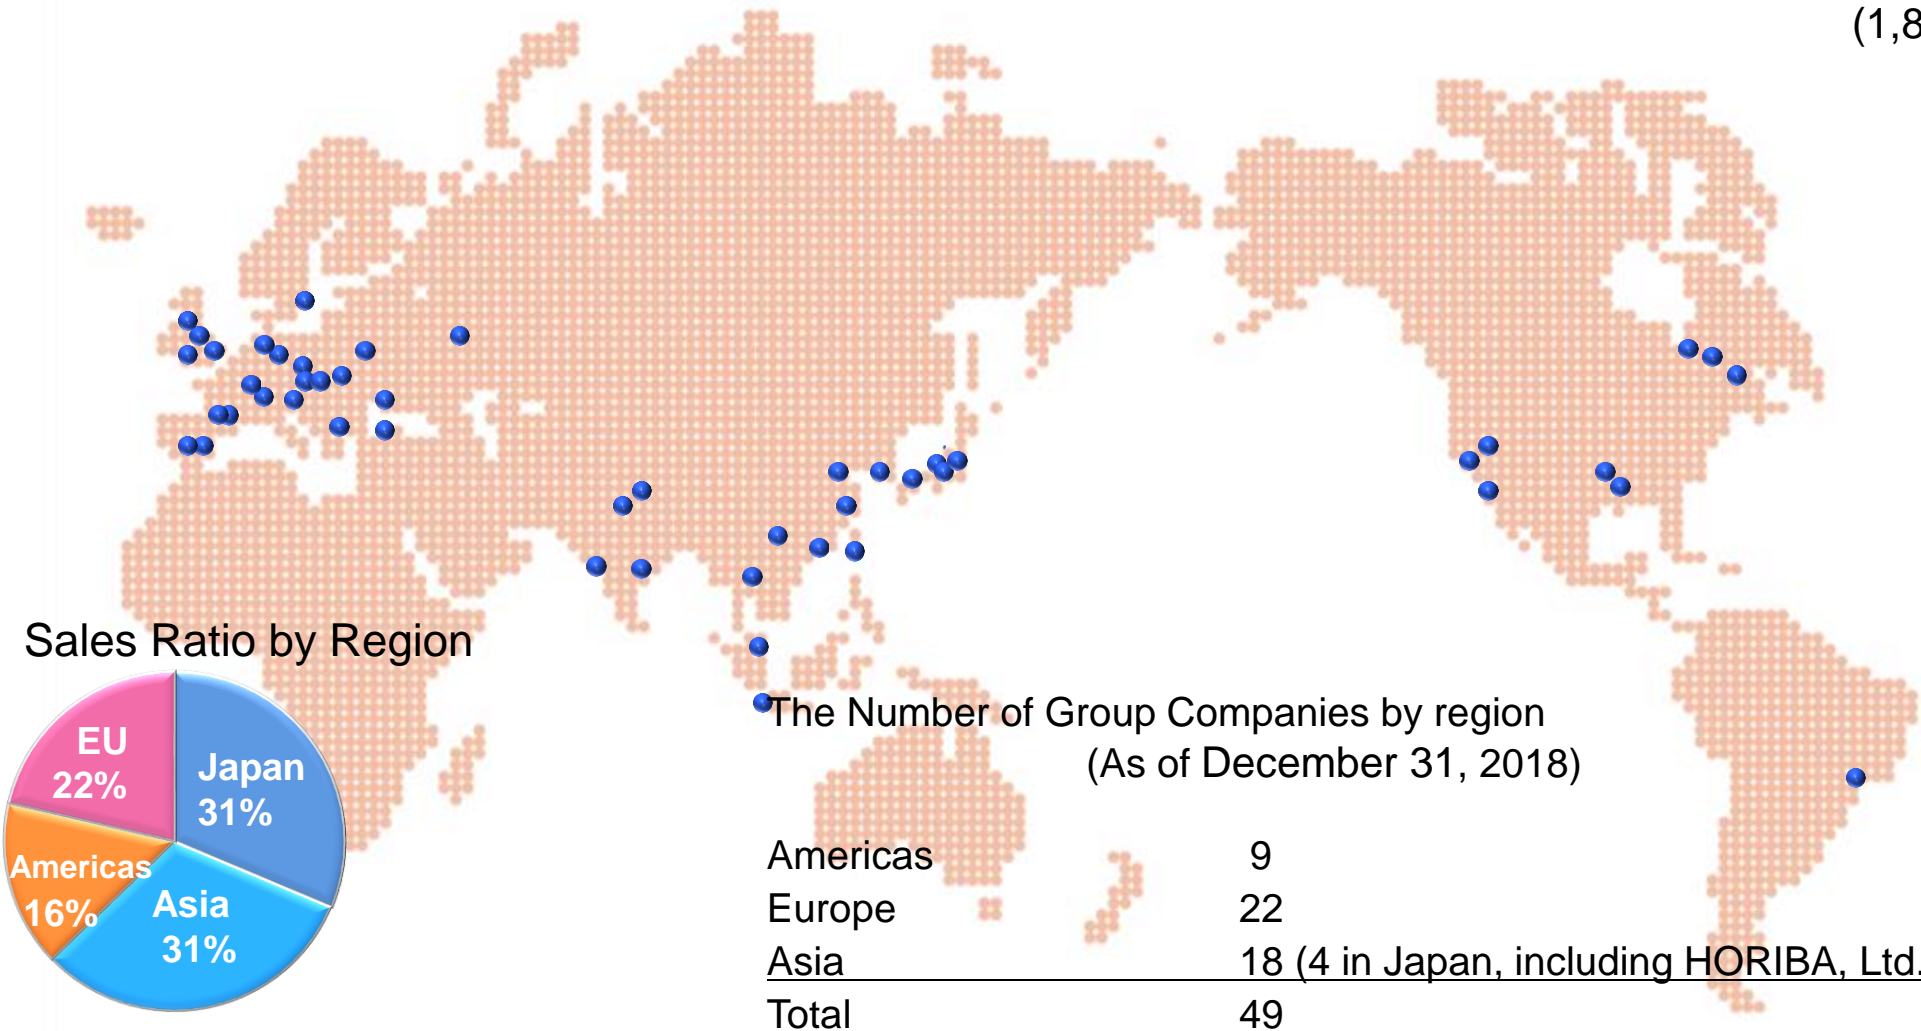 (1,8
Sales Ratio by Region
EU
22%
Japan
31%
Americas
16%
Asia
31%
The Number of Group Companies by region
(As of December 31, 2018)
Americas 9
Europe 22
Asia 18 (4 in Japan, including HORIBA, Ltd.
Total 49